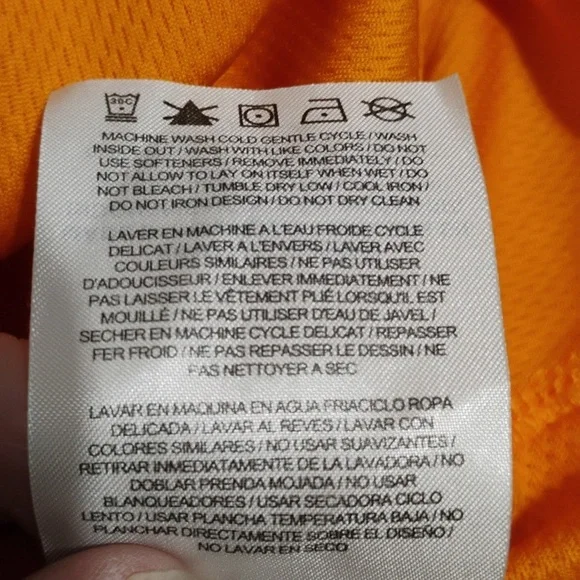 30C
MACHINE WASH COLD GENTLE CYCLE / WASH
INSIDE OUT / WASH WITH LIKE COLORS / DO NOT
USE SOFTENERS / REMOVE IMMEDIATELY / DO
NOT ALLOW TO LAY ON ITSELF WHEN WET / DO
NOT BLEACH / TUMBLE DRY LOW / COOL IRON /
DO NOT IRON DESIGN / DO NOT DRY CLEAN
LAVER EN MACHINE A L'EAU FROIDE CYCLE
DELICAT / LAVER A L'ENVERS / LAVER AVEC
COULEURS SIMILAIRES / NE PAS UTILISER
D'ADOUCISSEUR / ENLEVER IMMEDIATEMENT / NE
PAS LAISSER LE VÊTEMENT PLIÉ LORSQU'IL EST
MOUILLÉ / NE PAS UTILISER D'EAU DE JAVEL /
SECHER EN MACHINE CYCLE DELICAT / REPASSER
FER FROID / NE PAS REPASSER LE DESSIN / NE
PAS NETTOYER A SEC
LAVAR EN MAQUINA EN AGUA FRIACICLO ROPA
DELICADA / LAVAR AL REVES / LAVAR CON
COLORES SIMILARES / NO USAR SUAVIZANTES /
RETIRAR INMEDIATAMENTE DE LA LAVADORA / NO
DOBLAR PRENDA MOJADA / NO USAR
BLANQUEADORES / USAR SECADORA CICLO
LENTO / USAR PLANCHA TEMPERATURA BAJA / NO
PLANCHAR DIRECTAMENTE SOBRE EL DISEÑO /
NO LAVAR EN SECO